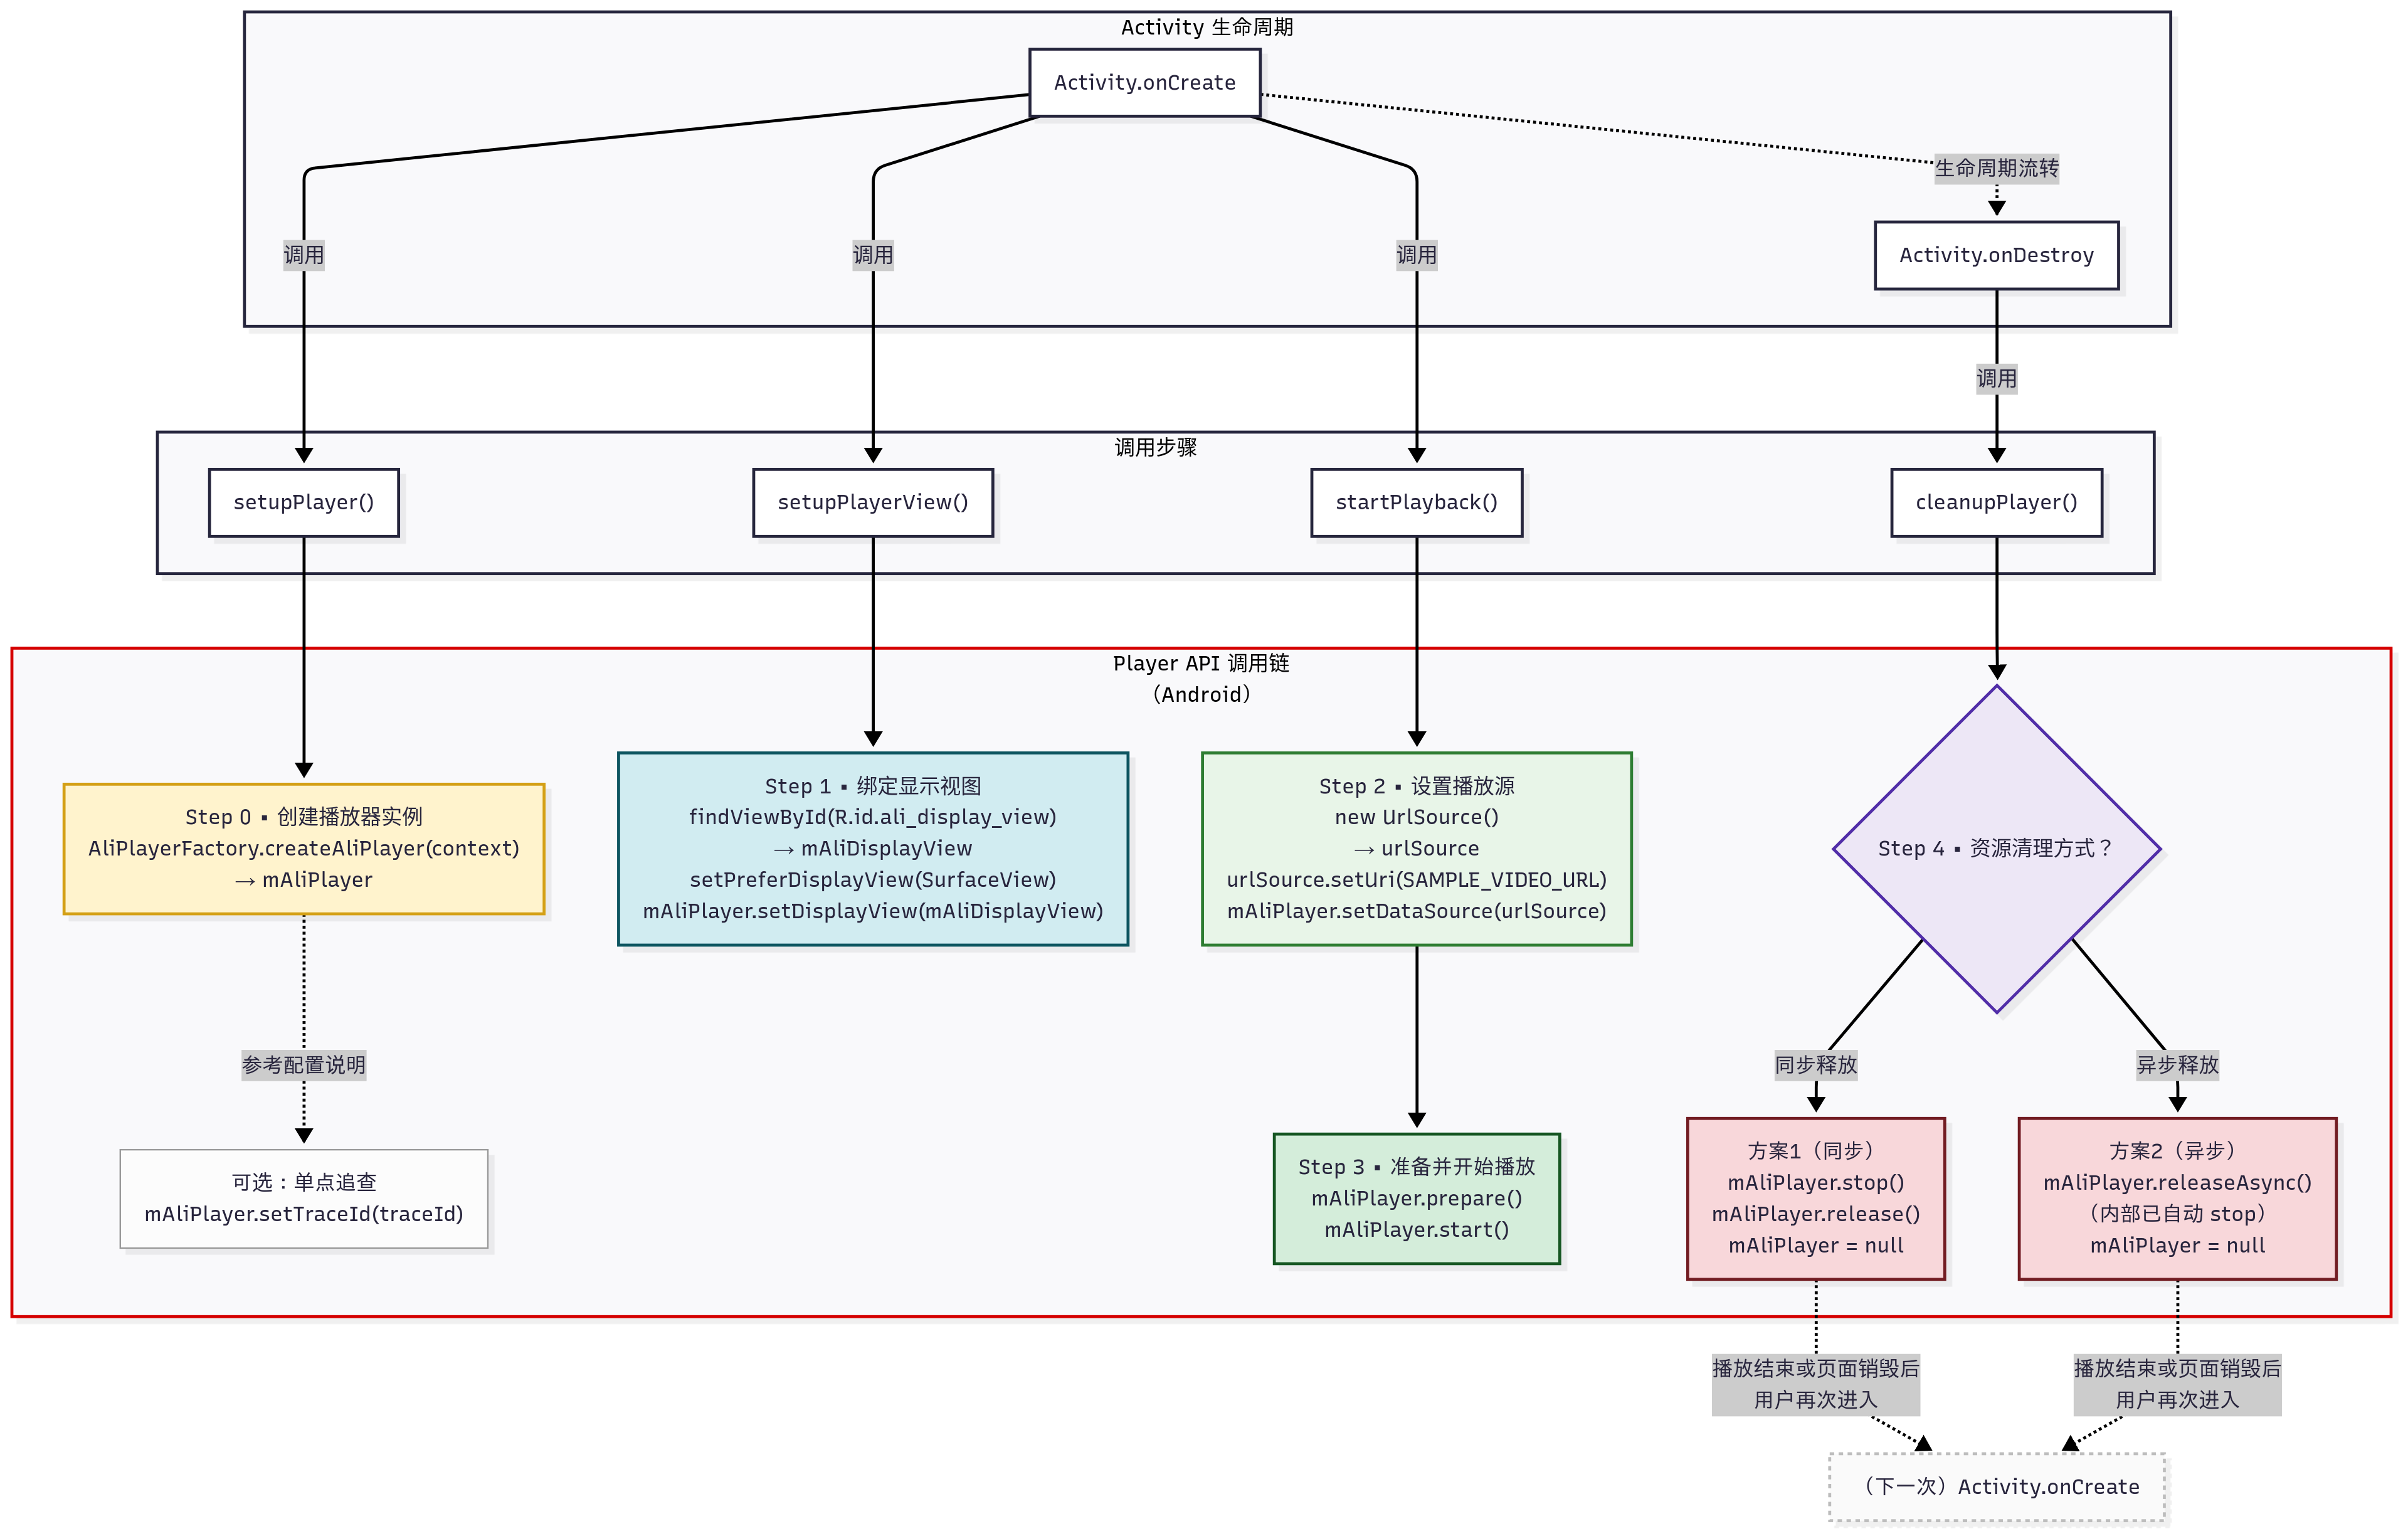 Activity 生命周期
Activity.onCreate
生命周期流转
调用
调用
调用
Activity.onDestroy
调用
调用步骤
setupPlayer()
setupPlayerView()
startPlayback()
cleanupPlayer()
Player API 调用链
（Android）
Step 0 ▪ 创建播放器实例
AliPlayerFactory.createAliPlayer(context)
→ mAliPlayer
Step 1 ▪ 绑定显示视图
findViewById(R.id.ali_display_view)
→ mAliDisplayView
setPreferDisplayView(SurfaceView)
mAliPlayer.setDisplayView(mAliDisplayView)
Step 2 ▪ 设置播放源
new UrlSource()
→ urlSource
urlSource.setUri(SAMPLE_VIDEO_URL)
mAliPlayer.setDataSource(urlSource)
Step 4 ▪ 资源清理方式？
参考配置说明
同步释放
异步释放
可选：单点追查
mAliPlayer.setTraceId(traceId)
Step 3 ▪ 准备并开始播放
mAliPlayer.prepare()
mAliPlayer.start()
方案1（同步）
mAliPlayer.stop()
mAliPlayer.release()
mAliPlayer = null
方案2（异步）
mAliPlayer.releaseAsync()
（内部已自动 stop）
mAliPlayer = null
播放结束或页面销毁后
用户再次进入
播放结束或页面销毁后
用户再次进入
（下一次）Activity.onCreate